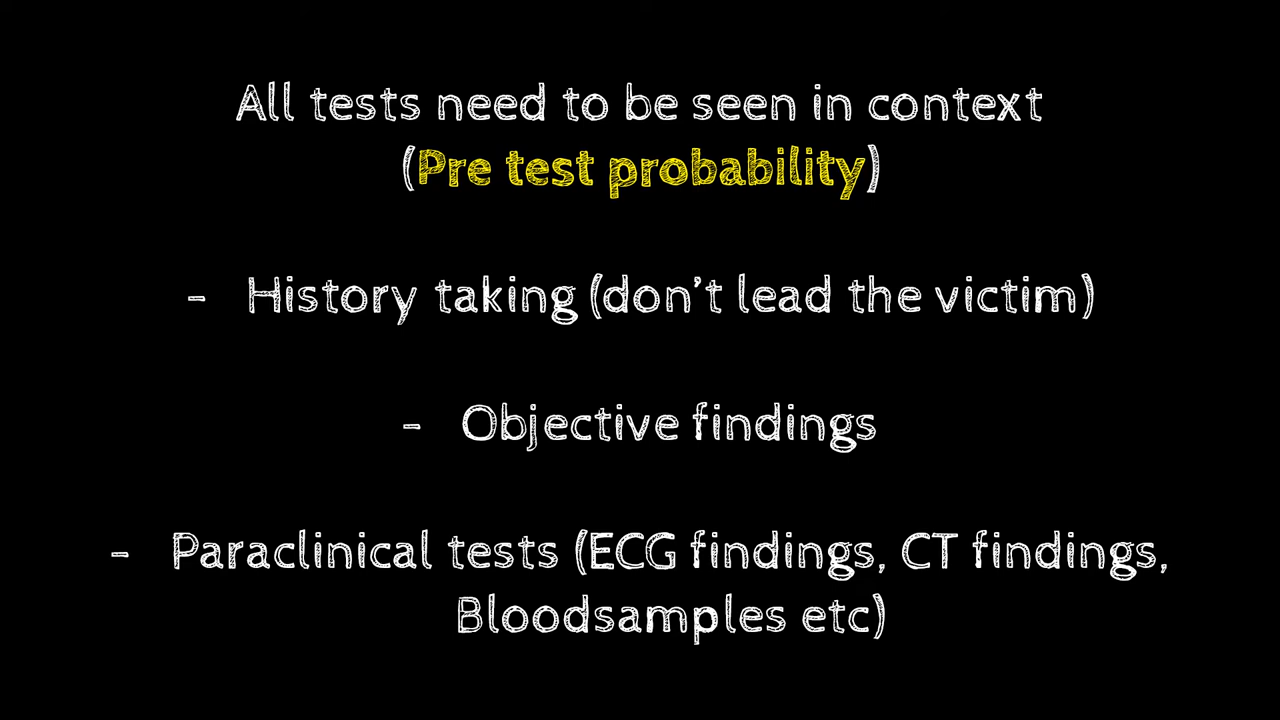 All tests need to be seen in context
(Pre test probability)
- History taking (don't lead the victim)
- Objective findings
- Paraclinical tests (ECG findings, CT findings,
Bloodsamples etc)